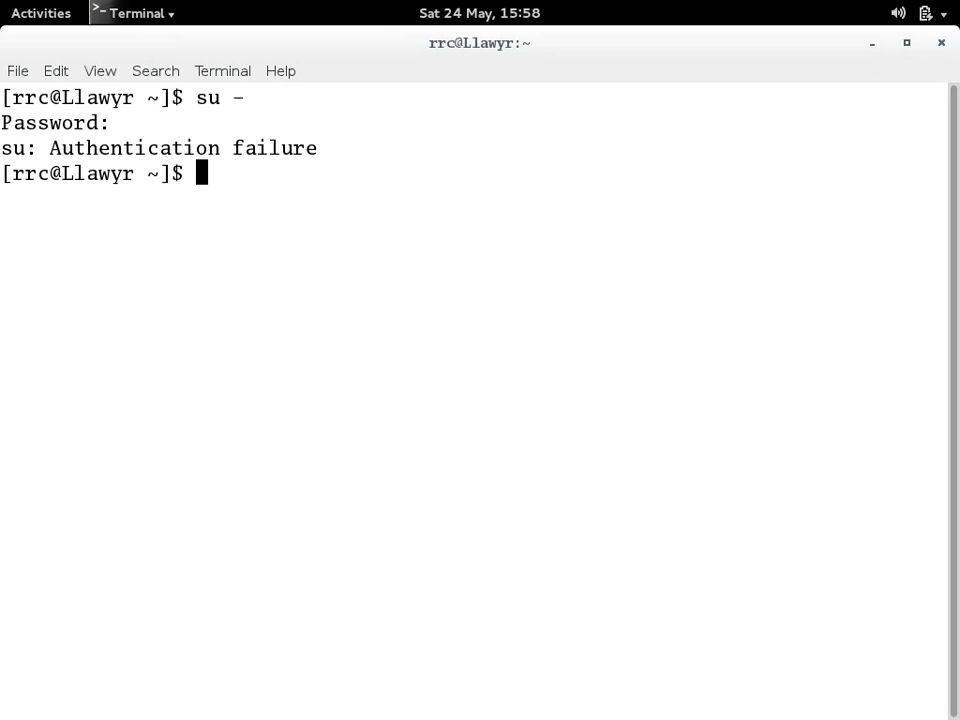 Activities Terminal Sat 24 May, 15:58
rrc@Llawyr:~
File Edit View Search Terminal Help
[rrc@Llawyr ~]$ su -
Password:
su: Authentication failure
[rrc@Llawyr ~]$